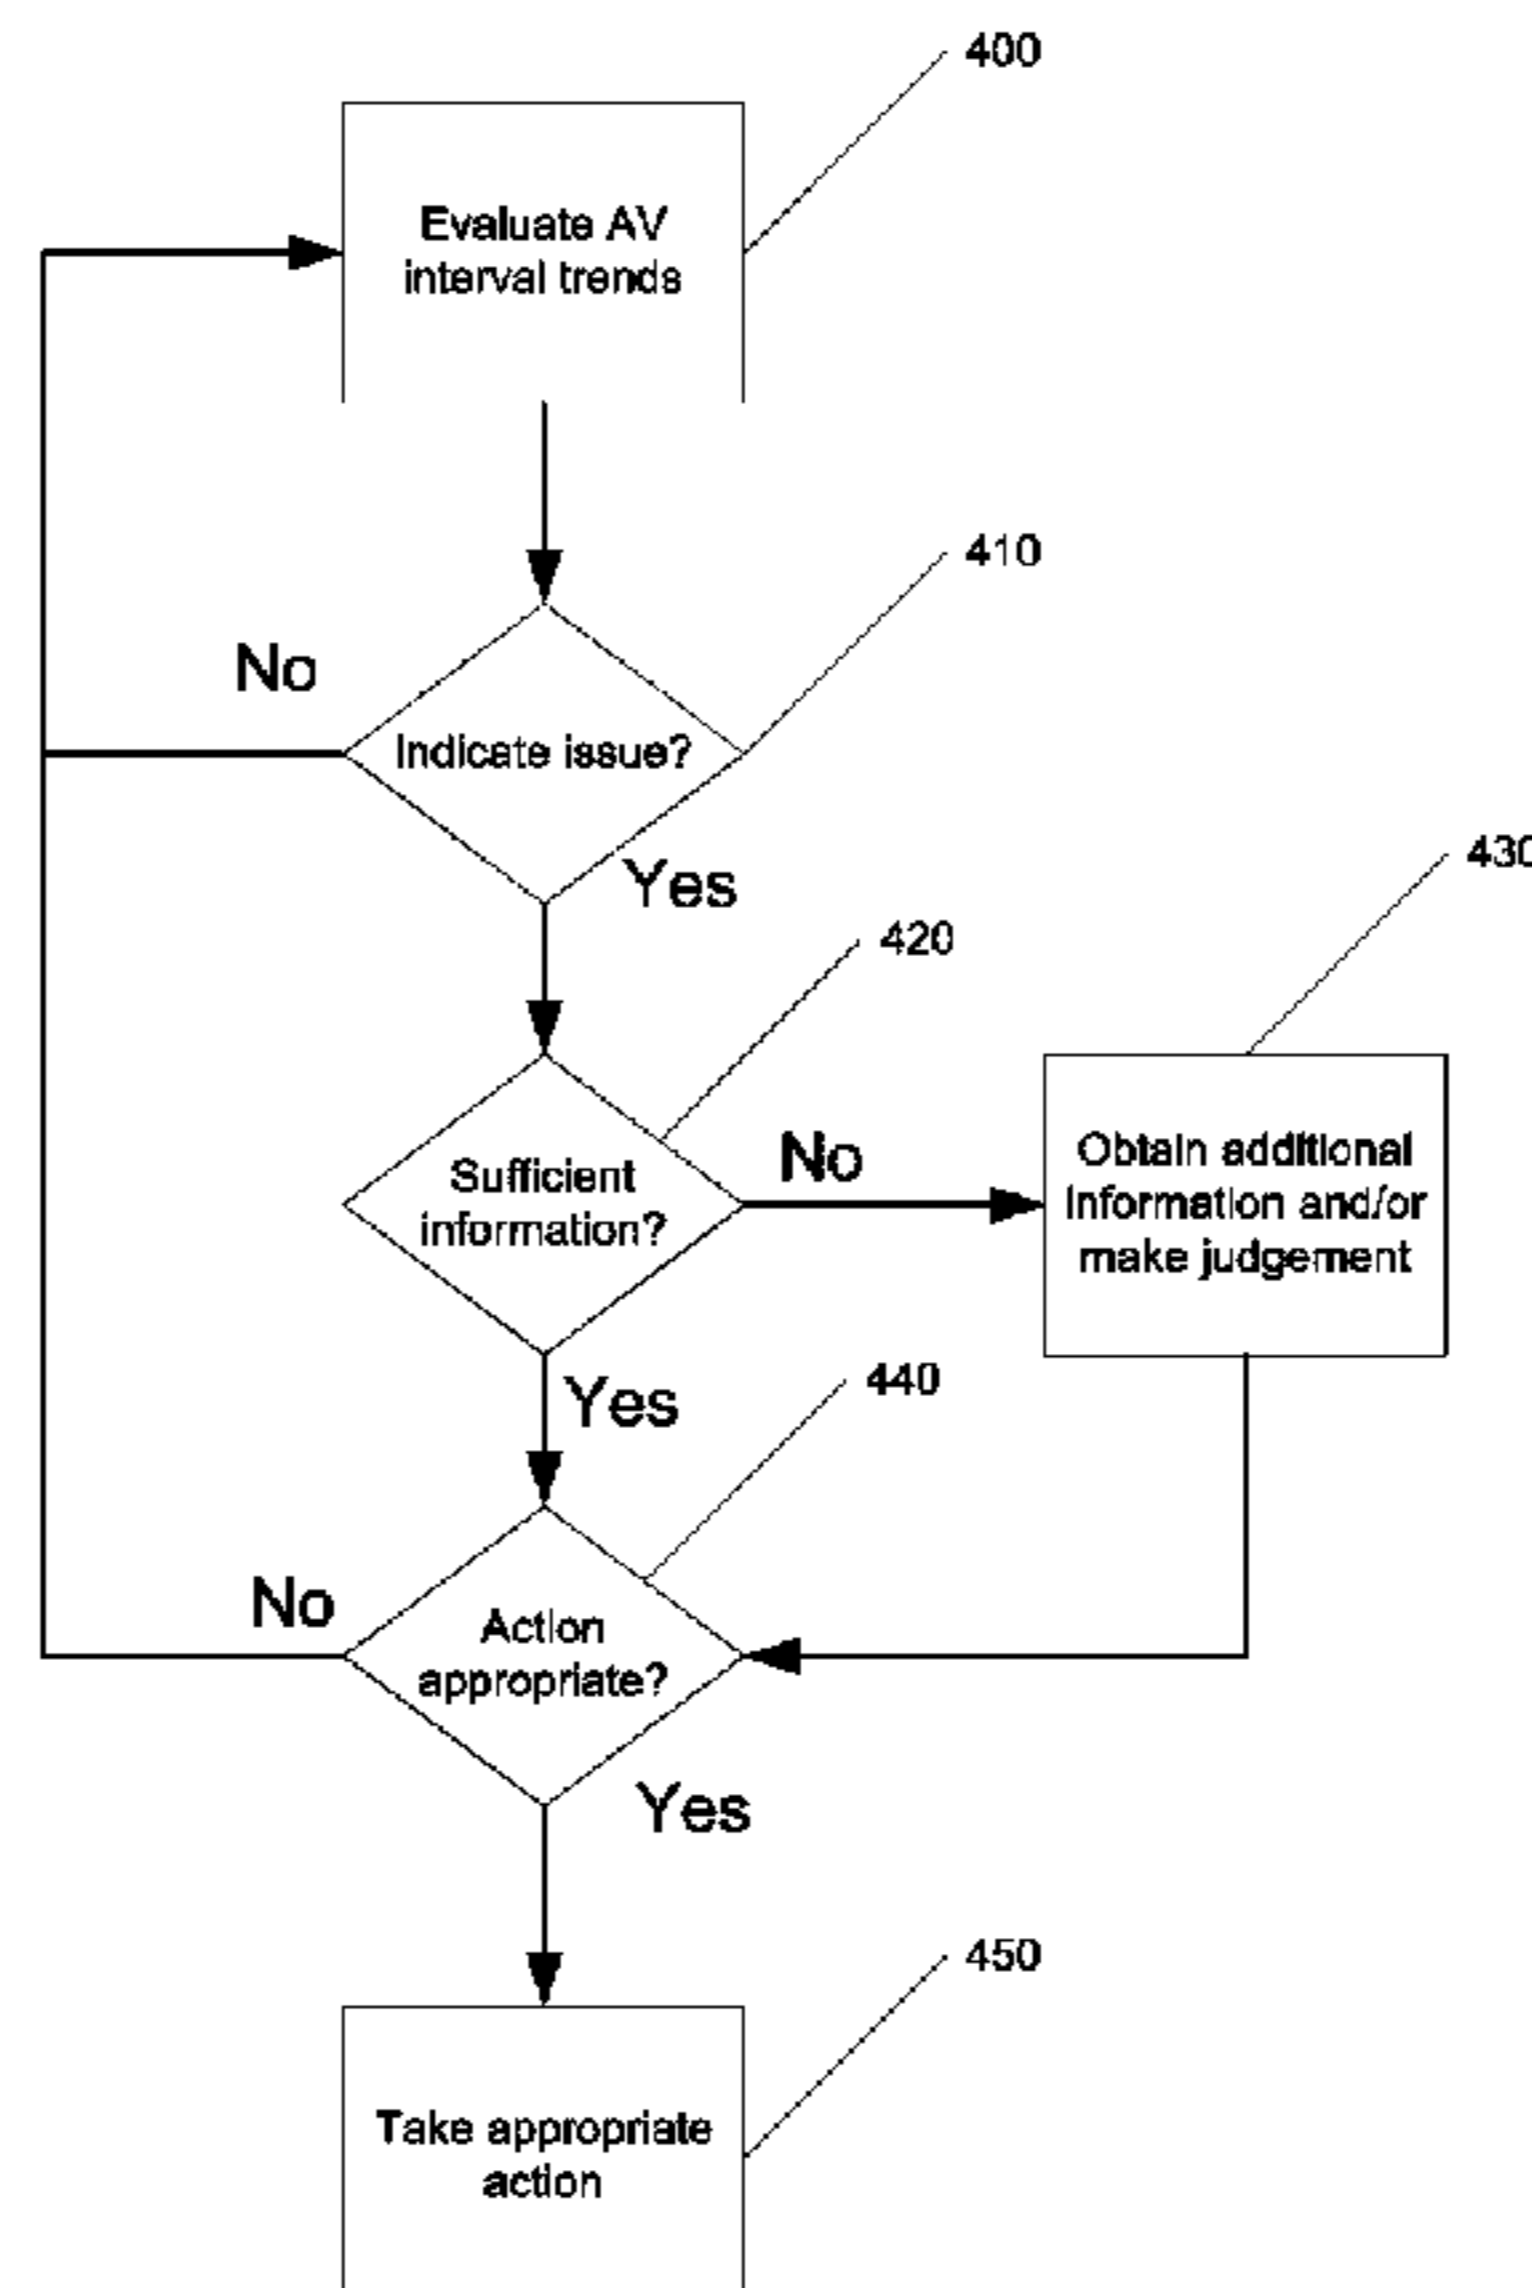 400
Evaluate AV
interval trends
410
No
Indicate issue?
Yes
430
420
Sufficient
information?
No
Obtain additional
information and/or
make judgement
Yes
440
No
Action
appropriate?
Yes
450
Take appropriate
action